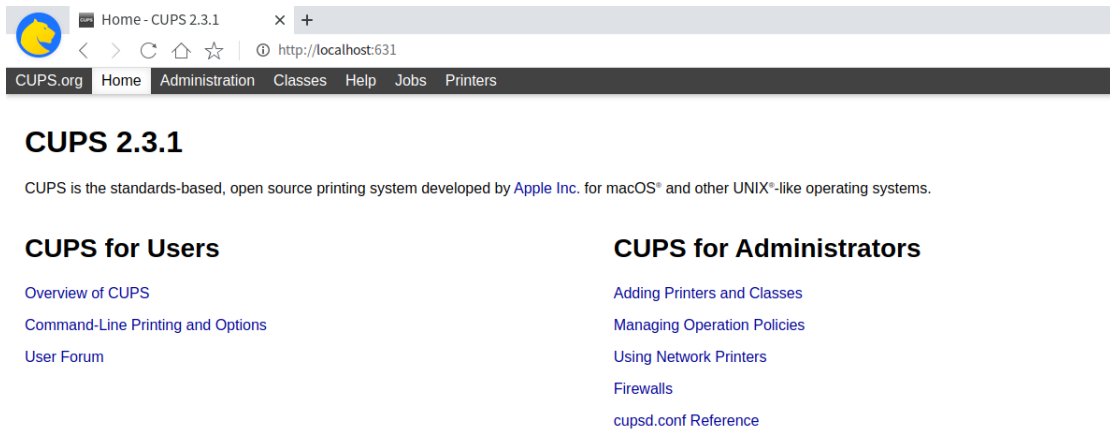 Home - CUPS 2.3.1
http://localhost:631
CUPS.org Home Administration Classes Help Jobs Printers
CUPS 2.3.1
CUPS is the standards-based, open source printing system developed by Apple Inc. for macOS® and other UNIX®-like operating systems.
CUPS for Users
Overview of CUPS
Command-Line Printing and Options
User Forum
CUPS for Administrators
Adding Printers and Classes
Managing Operation Policies
Using Network Printers
Firewalls
cupsd.conf Reference